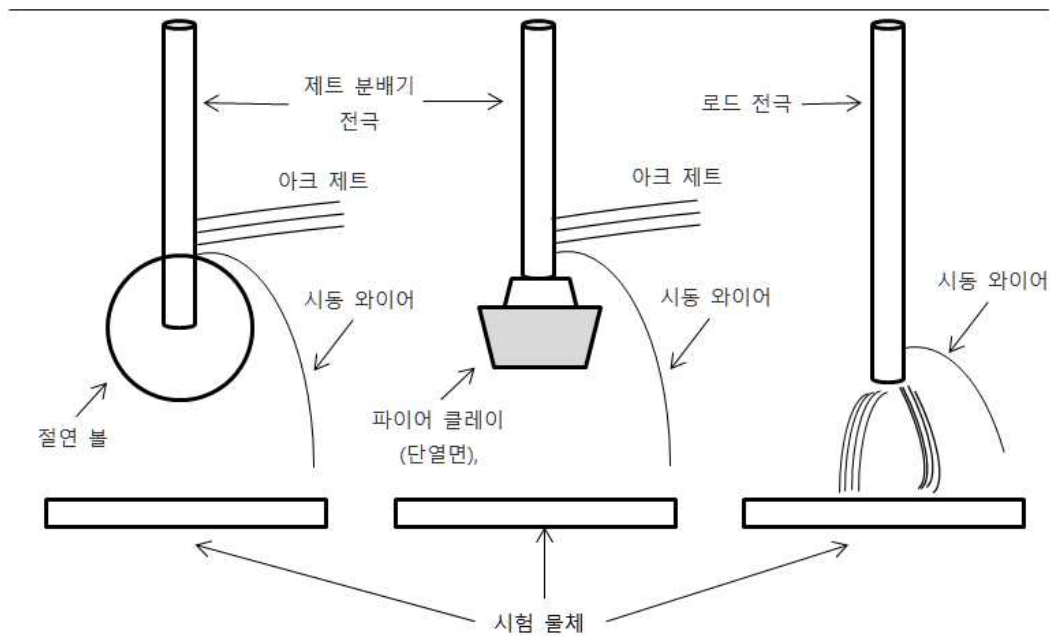 제트 분배기
전극
로드 전극
아크 제트
아크 제트
시동 와이어
시동 와이어
시동 와이어
절연 볼
파이어 클레이
(단열면),
시험 물체